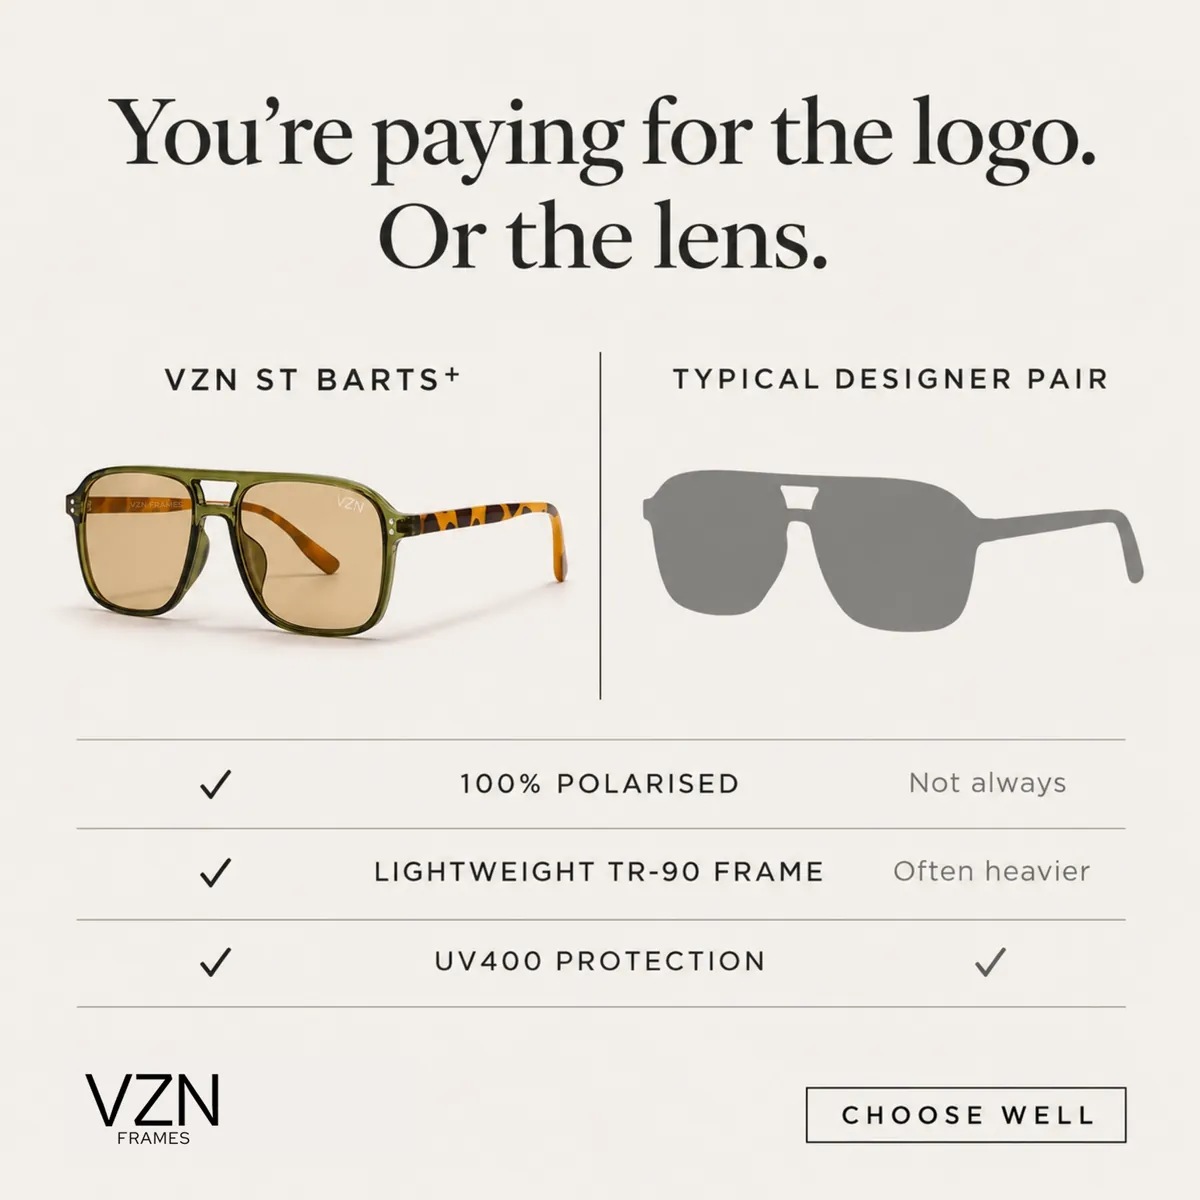 You’re paying for the logo.
Or the lens.
VZN ST BARTS+
TYPICAL DESIGNER PAIR
VZN FRAMES
VZN
100% POLARISED
Not always
LIGHTWEIGHT TR-90 FRAME
Often heavier
UV400 PROTECTION
VZN
FRAMES
CHOOSE WELL